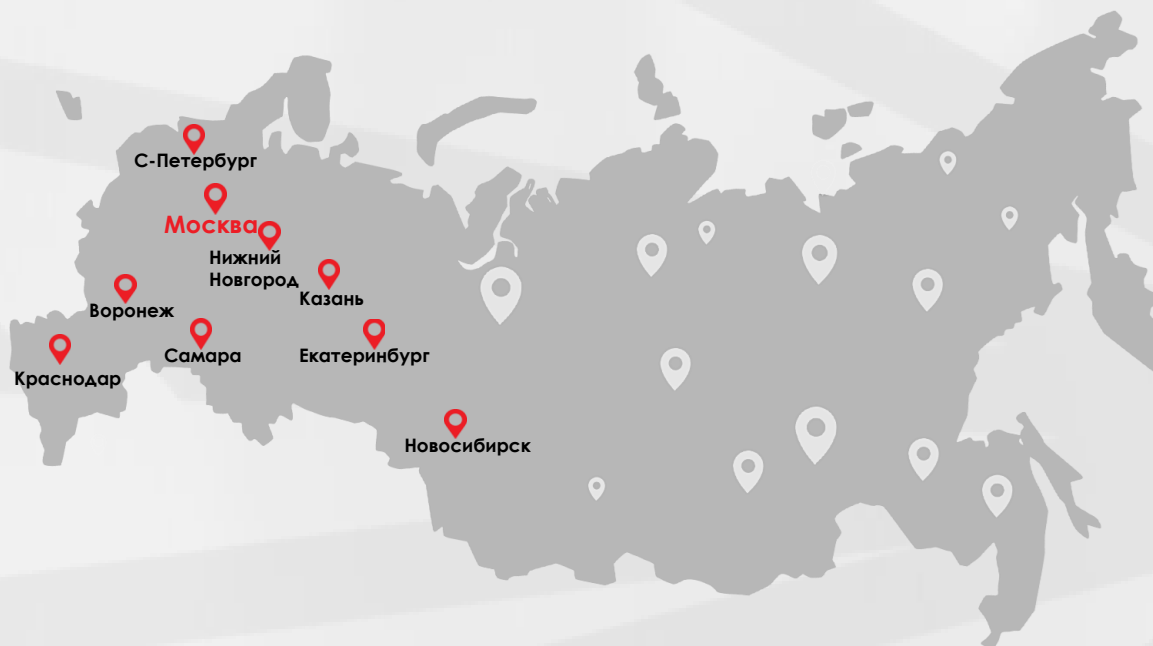 С-Петербург
Москва
Нижний
Новгород
Казань
Воронеж
Самара
Екатеринбург
Краснодар
Новосибирск